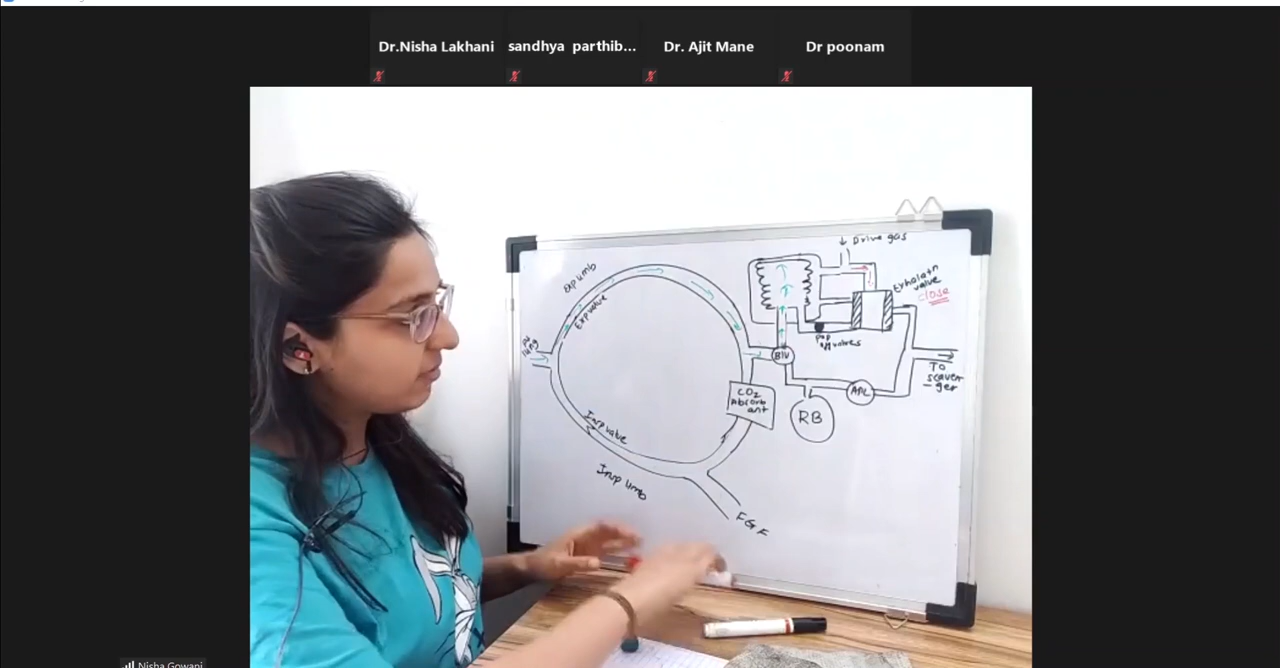 Dr.Nisha Lakhani
sandhya parthib...
Dr. Ajit Mane
Dr poonam
↓ Drive gas
Exp limb
Exp valve
Exhalatn
valve
close
Pop
off valves
BIV
To
scaven
-ger
CO2
Absorb
ant
APL
RB
Insp valve
Insp limb
FGF
Nisha Gowani